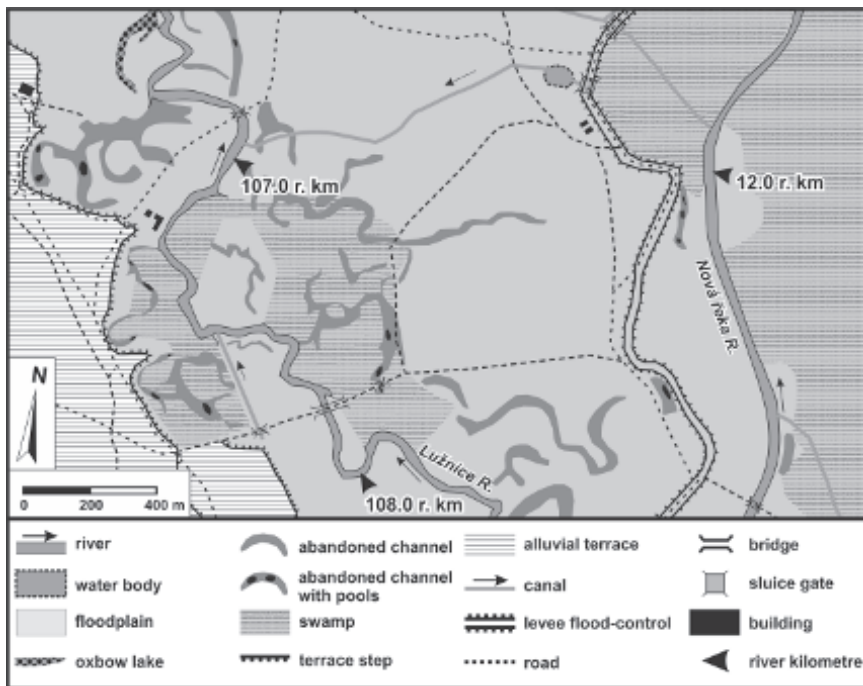 107.0 r. km
12.0 r. km
Nová řeka R.
N
Lužnice R.
0 200 400 m
108.0 r. km
river
abandoned channel
alluvial terrace
bridge
water body
abandoned channel
with pools
canal
sluice gate
floodplain
swamp
levee flood-control
building
oxbow lake
terrace step
road
river kilometre